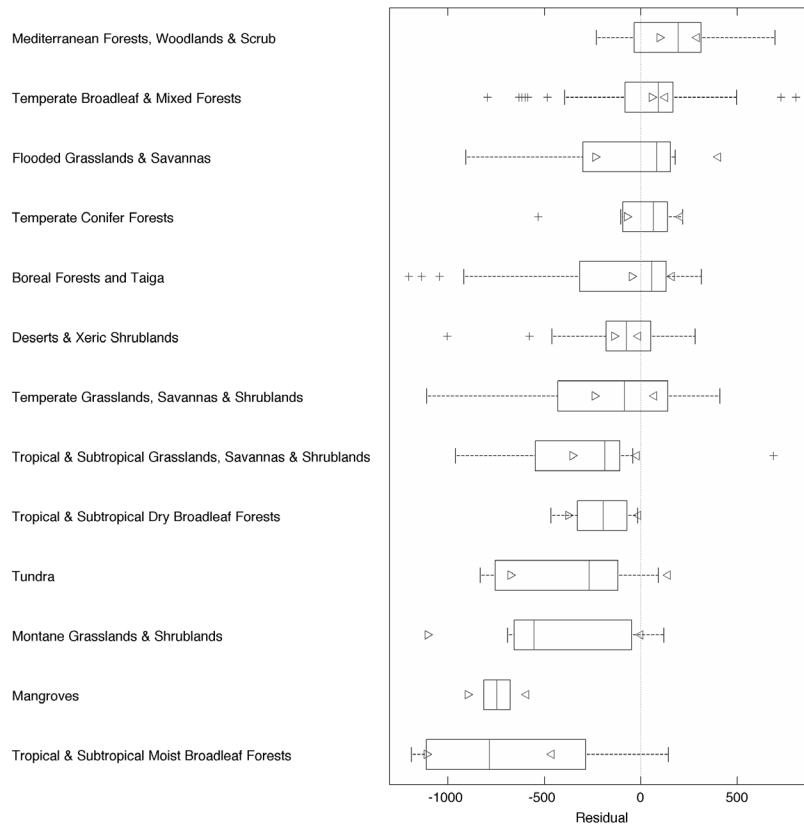 Mediterranean Forests, Woodlands & Scrub
Temperate Broadleaf & Mixed Forests
Flooded Grasslands & Savannas
Temperate Conifer Forests
Boreal Forests and Taiga
Deserts & Xeric Shrublands
Temperate Grasslands, Savannas & Shrublands
Tropical & Subtropical Grasslands, Savannas & Shrublands
Tropical & Subtropical Dry Broadleaf Forests
Tundra
Montane Grasslands & Shrublands
Mangroves
Tropical & Subtropical Moist Broadleaf Forests
-1000 -500 0 500
Residual